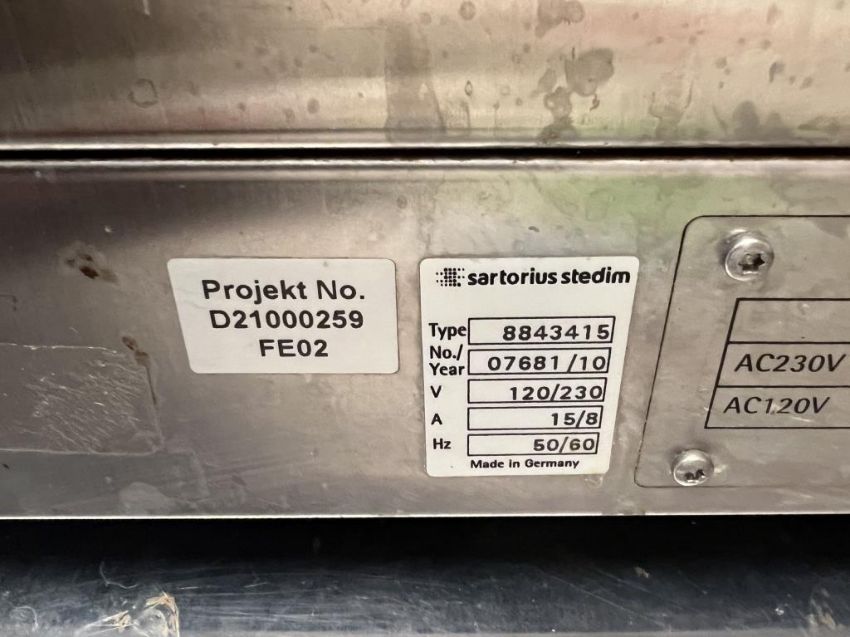 Projekt No.
D21000259
FE02
sartorius stedim
Type 8843415
No./
Year 07681/10
V 120/230
A 15/8
Hz 50/60
Made in Germany
AC230V
AC120V